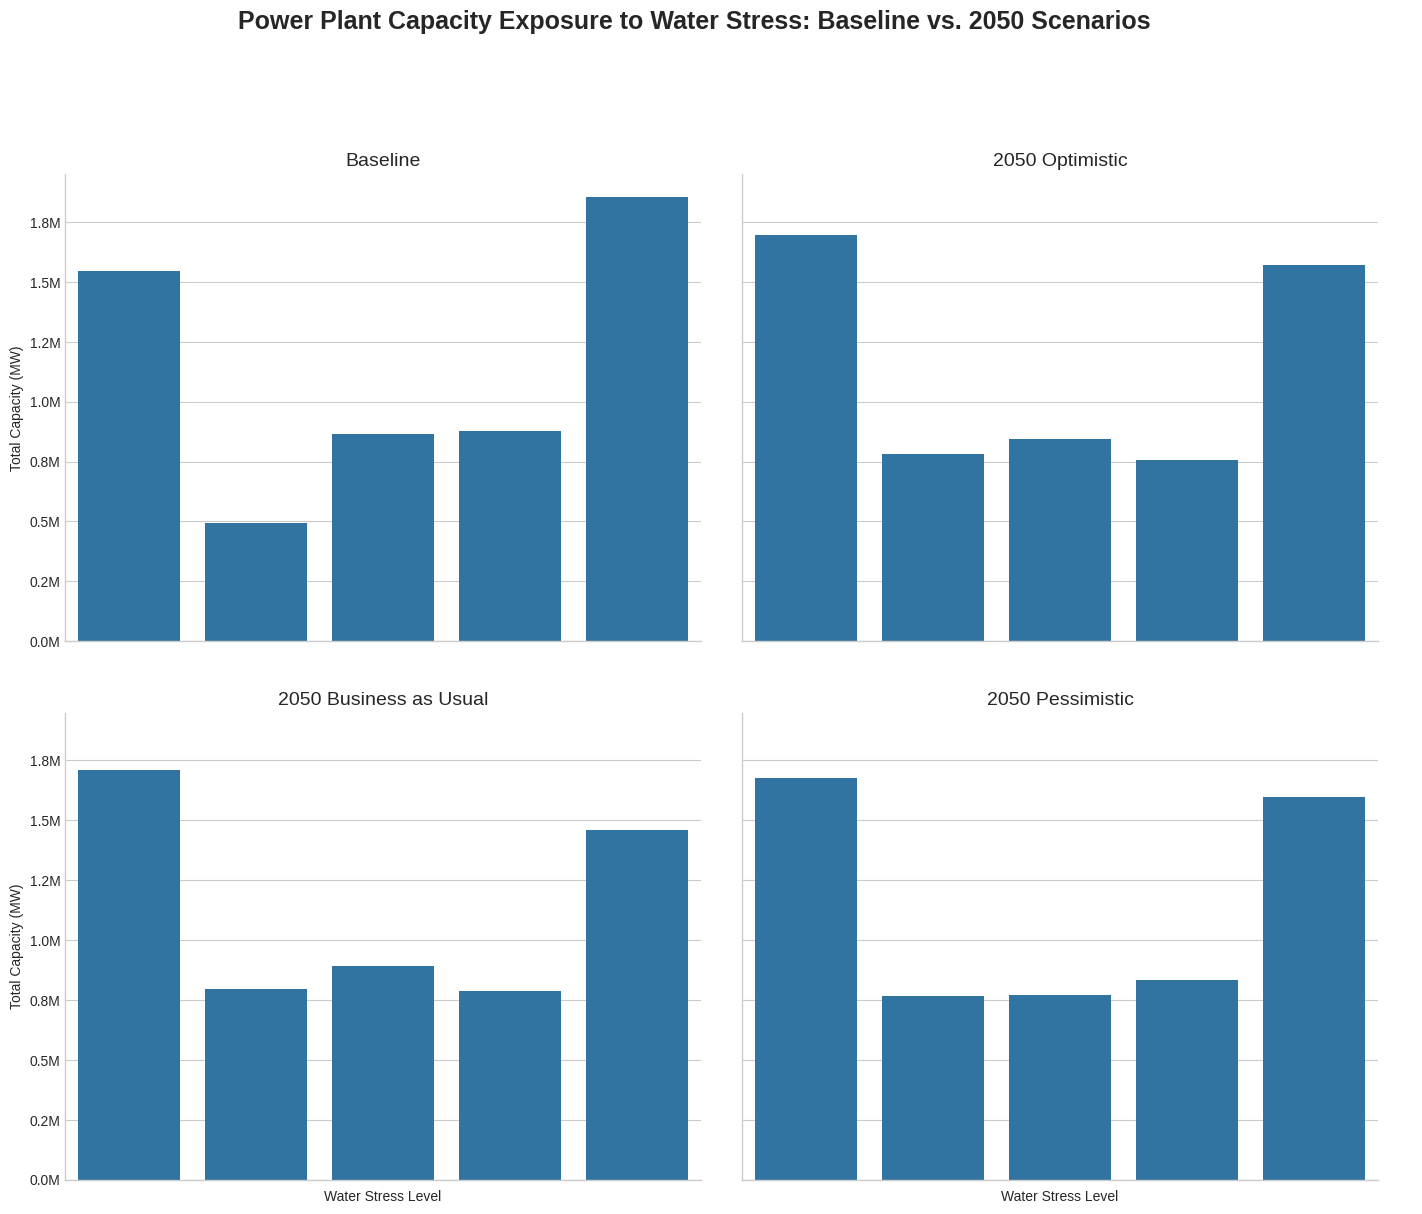 Power Plant Capacity Exposure to Water Stress: Baseline vs. 2050 Scenarios
Baseline
Total Capacity (MW)
1.8M
1.5M
1.2M
1.0M
0.8M
0.5M
0.2M
0.0M
2050 Optimistic
2050 Business as Usual
Total Capacity (MW)
1.8M
1.5M
1.2M
1.0M
0.8M
0.5M
0.2M
0.0M
Water Stress Level
2050 Pessimistic
Water Stress Level